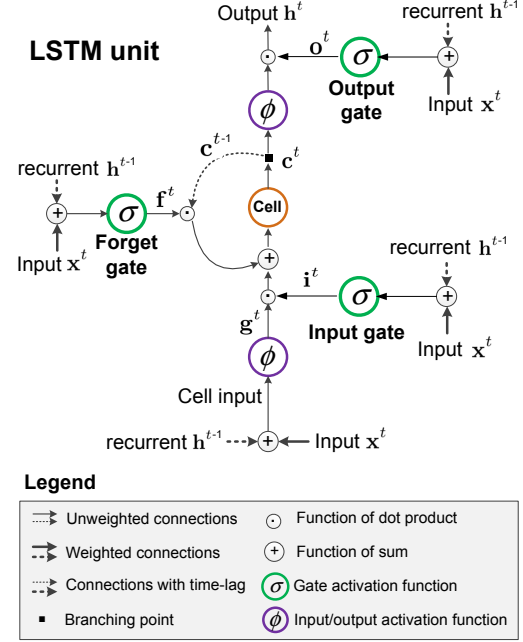 Output h^t
recurrent h^{t-1}
LSTM unit
o^t
σ
Output gate
Input x^t
ϕ
c^{t-1}
c^t
recurrent h^{t-1}
f^t
σ
Cell
Forget gate
Input x^t
recurrent h^{t-1}
i^t
σ
Input gate
g^t
Input x^t
ϕ
Cell input
recurrent h^{t-1}
Input x^t
Legend
Unweighted connections
Function of dot product
Weighted connections
Function of sum
Connections with time-lag
σ Gate activation function
Branching point
ϕ Input/output activation function